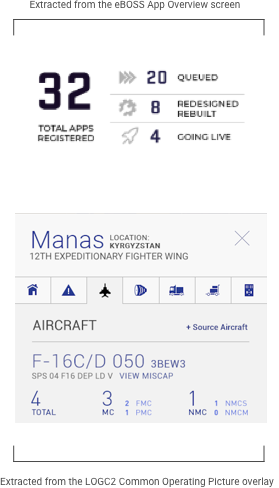 Extracted from the eBOSS App Overview screen
32
TOTAL APPS
REGISTERED
20 QUEUED
8 REDESIGNED
REBUILT
4 GOING LIVE
Manas LOCATION:
KYRGYZSTAN
12TH EXPEDITIONARY FIGHTER WING
AIRCRAFT + Source Aircraft
F-16C/D 050 3BEW3
SPS 04 F16 DEP LD V VIEW MISCAP
4 3 2 FMC 1 1 NMCS
TOTAL MC 1 PMC NMC 0 NMCM
Extracted from the LOGC2 Common Operating Picture overlay